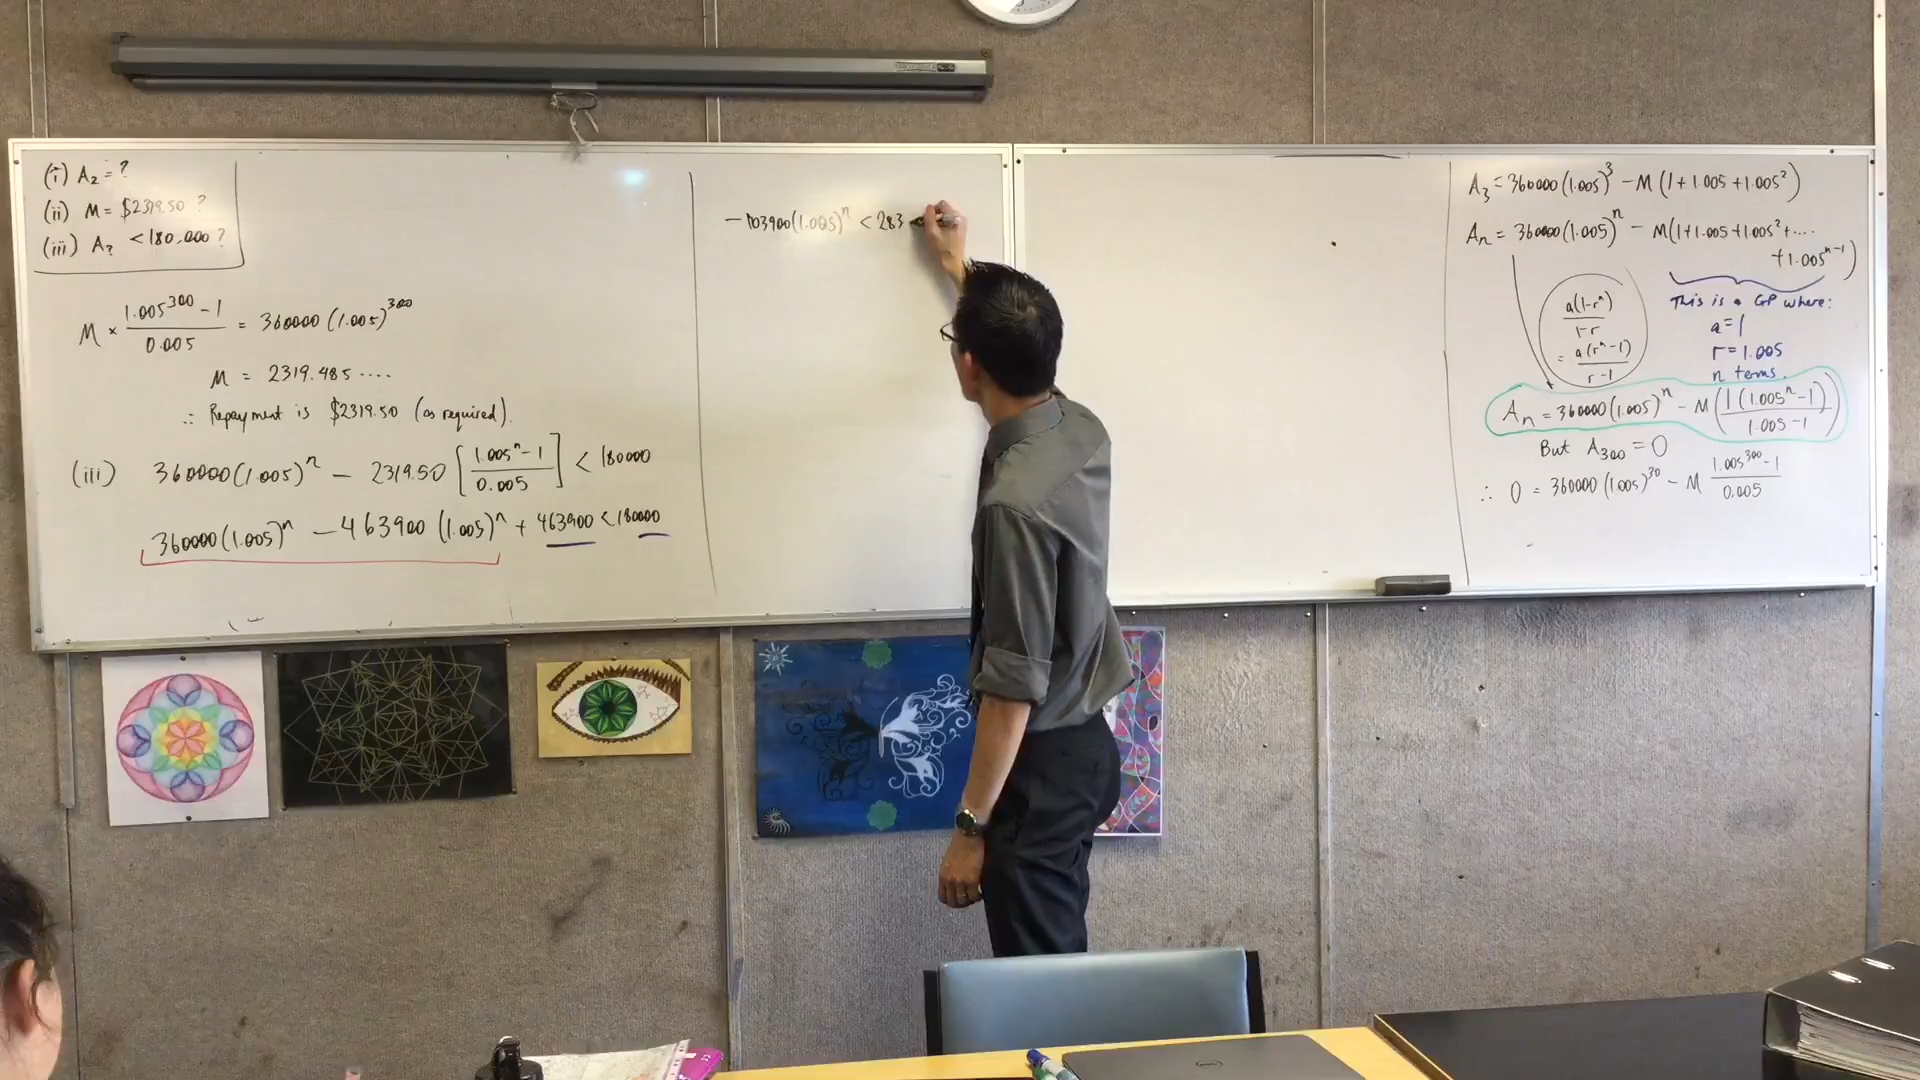 (i) A₂ = ?
(ii) M = $2319.50 ?
(iii) A? < 180,000 ?
M × (1.005³⁰⁰ - 1)/0.005 = 360000 (1.005)³⁰⁰
M = 2319.485 ....
∴ Repayment is $2319.50 (as required).
(iii) 360000(1.005)ⁿ - 2319.50 [(1.005ⁿ - 1)/0.005] < 180000
360000(1.005)ⁿ - 463900 (1.005)ⁿ + 463900 < 180000
- 103900(1.005)ⁿ < 283
A₃ = 360000(1.005)³ - M(1 + 1.005 + 1.005²)
Aₙ = 360000(1.005)ⁿ - M(1 + 1.005 + 1.005² + ....
+ 1.005ⁿ⁻¹)
a(1-rⁿ)/(1-r)
= a(rⁿ-1)/(r-1)
This is a GP where:
a = 1
r = 1.005
n terms.
Aₙ = 360000(1.005)ⁿ - M(1(1.005ⁿ - 1)/(1.005 - 1))
But A₃₀₀ = 0
∴ 0 = 360000(1.005)³⁰ - M (1.005³⁰⁰ - 1)/0.005